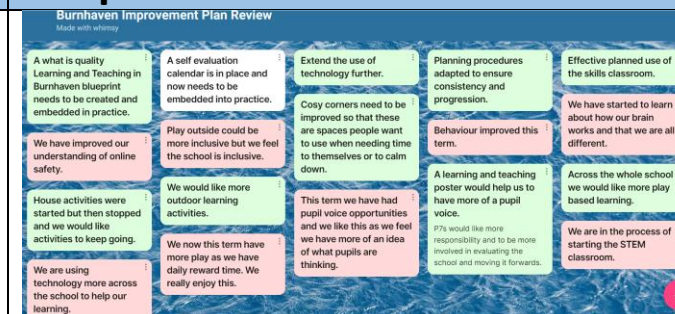 Burnhaven Improvement Plan Review
Made with whimsy
A what is quality
Learning and Teaching in
Burnhaven blueprint
needs to be created and
embedded in practice.
We have improved our
understanding of online
safety.
House activities were
started but then stopped
and we would like
activities to keep going.
We are using
technology more across
the school to help our
learning.
A self evaluation
calendar is in place and
now needs to be
embedded into practice.
Play outside could be
more inclusive but we feel
the school is inclusive.
We would like more
outdoor learning
activities.
We now this term have
more play as we have
daily reward time. We
really enjoy this.
Extend the use of
technology further.
Cosy corners need to be
improved so that these
are spaces people want
to use when needing time
to themselves or to calm
down.
This term we have had
pupil voice opportunities
and we like this as we feel
we have more of an idea
of what pupils are
thinking.
Planning procedures
adapted to ensure
consistency and
progression.
Behaviour improved this
term.
A learning and teaching
poster would help us to
have more of a pupil
voice.
P7s would like more
responsibility and to be more
involved in evaluating the
school and moving it forwards.
Effective planned use of
the skills classroom.
We have started to learn
about how our brain
works and that we are all
different.
Across the whole school
we would like more play
based learning.
We are in the process of
starting the STEM
classroom.